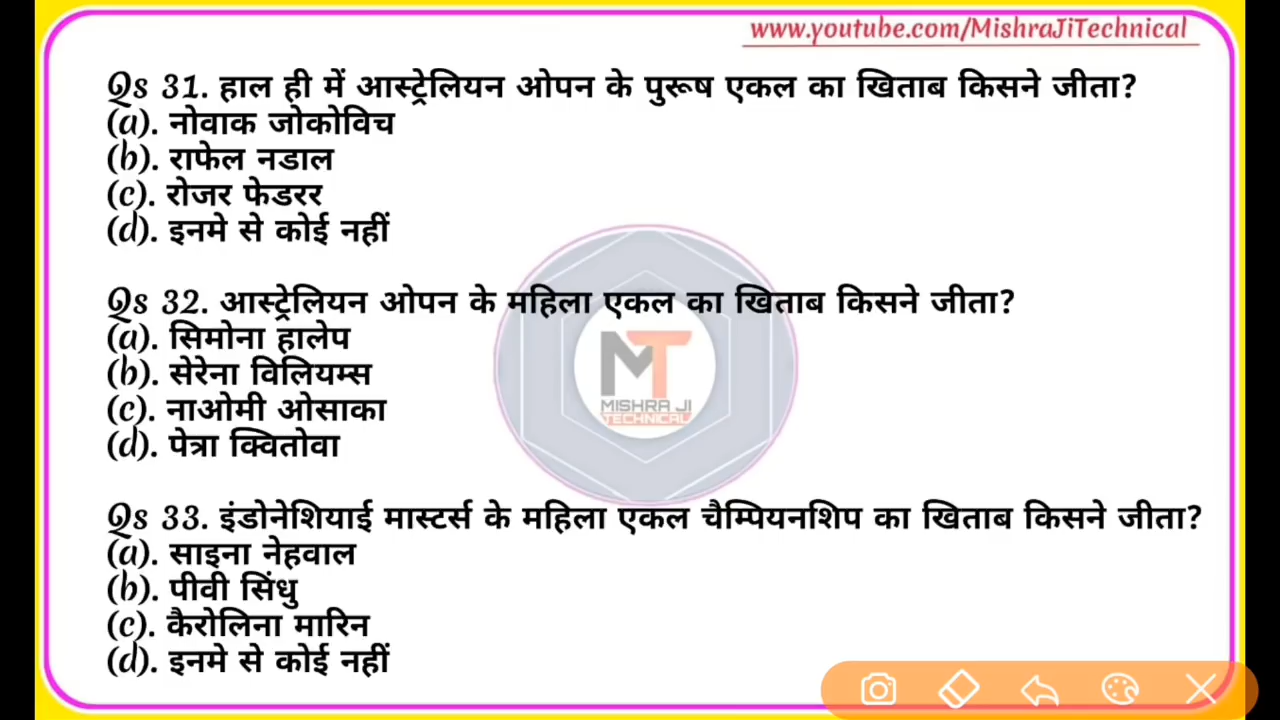 www.youtube.com/MishraJiTechnical
Qs 31. हाल ही में आस्ट्रेलियन ओपन के पुरूष एकल का खिताब किसने जीता?
(a). नोवाक जोकोविच
(b). राफेल नडाल
(c). रोजर फेडरर
(d). इनमे से कोई नहीं
Qs 32. आस्ट्रेलियन ओपन के महिला एकल का खिताब किसने जीता?
(a). सिमोना हालेप
(b). सेरेना विलियम्स
(c). नाओमी ओसाका
(d). पेत्रा क्वितोवा
MT
MISHRA JI
TECHNICAL
Qs 33. इंडोनेशियाई मास्टर्स के महिला एकल चैम्पियनशिप का खिताब किसने जीता?
(a). साइना नेहवाल
(b). पीवी सिंधु
(c). कैरोलिना मारिन
(d). इनमे से कोई नहीं